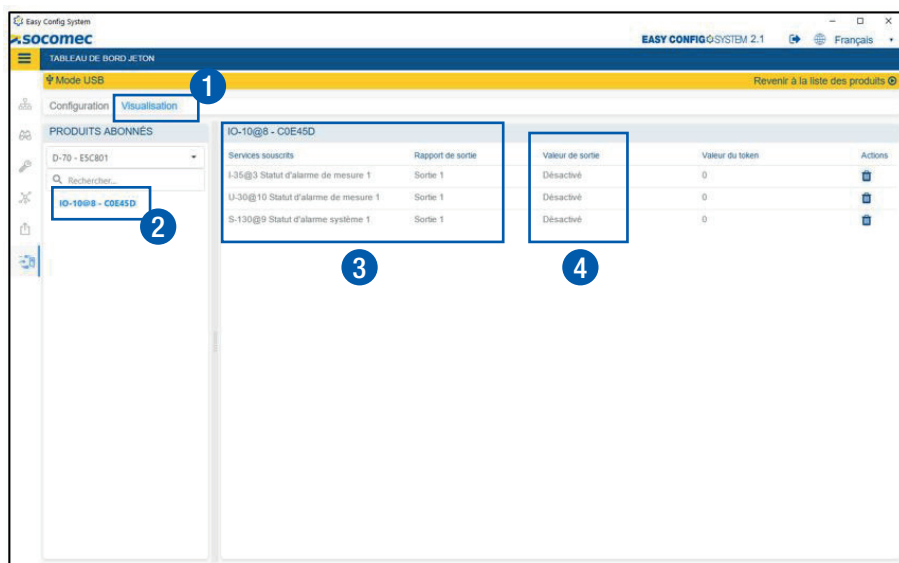 Easy Config System
socomec
EASY CONFIG SYSTEM 2.1
Français
TABLEAU DE BORD JETON
Mode USB
Revenir à la liste des produits
1
Configuration Visualisation
PRODUITS ABONNÉS
D-70 - ESC801
Rechercher...
IO-10@8 - C0E45D
2
IO-10@8 - C0E45D
Services souscrits Rapport de sortie Valeur de sortie Valeur du token Actions
I-35@3 Statut d'alarme de mesure 1 Sortie 1 Désactivé 0
U-30@10 Statut d'alarme de mesure 1 Sortie 1 Désactivé 0
S-130@9 Statut d'alarme système 1 Sortie 1 Désactivé 0
3
4